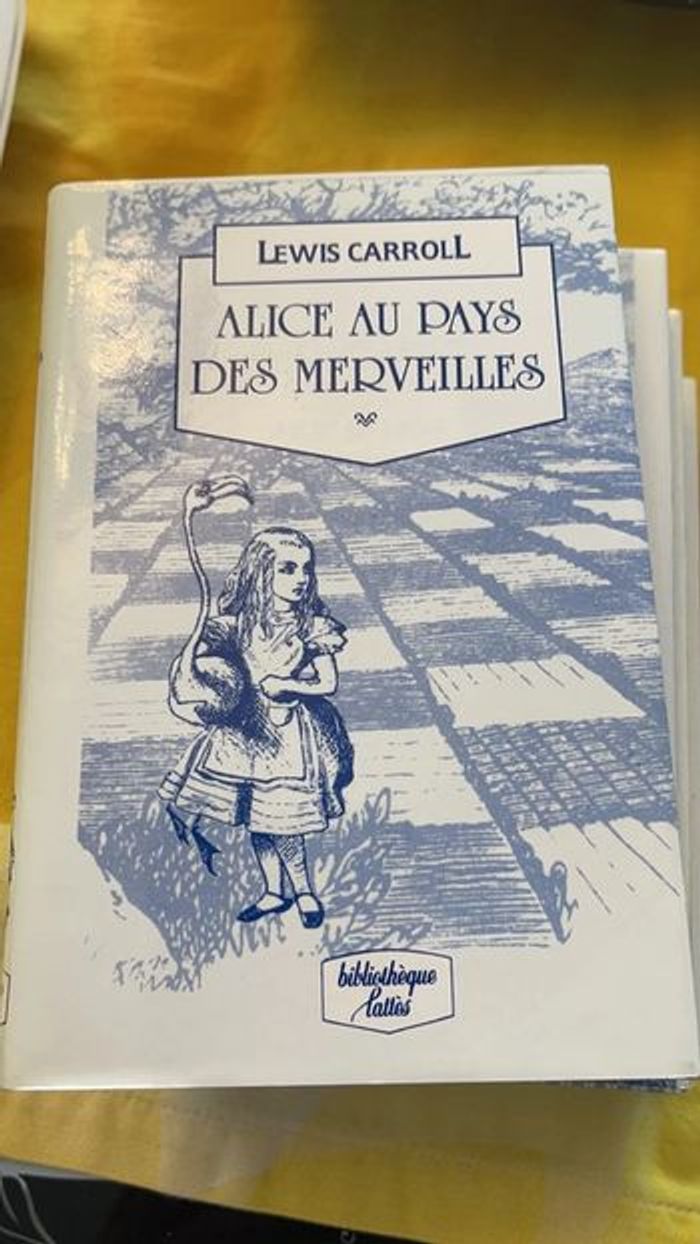 LEWIS CARROLL
ALICE AU PAYS
DES MERVEILLES
bibliothèque
Lattès